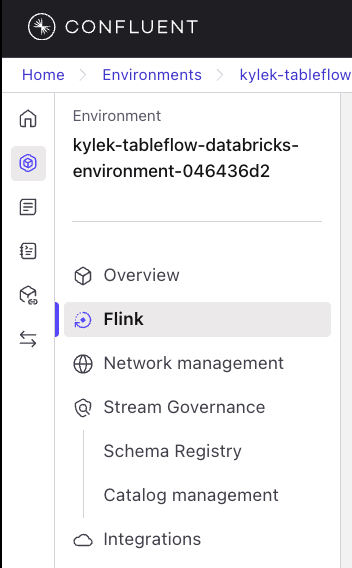 CONFLUENT
Home > Environments > kylek-tableflow
Environment
kylek-tableflow-databricks-
environment-046436d2
Overview
Flink
Network management
Stream Governance
Schema Registry
Catalog management
Integrations